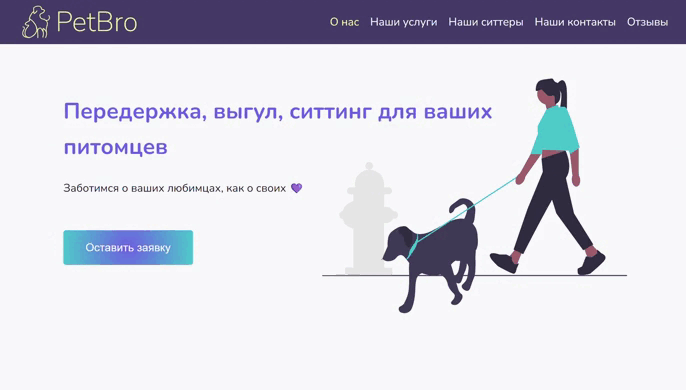 PetBro
О нас Наши услуги Наши ситтеры Наши контакты Отзывы
Передержка, выгул, ситтинг для ваших
питомцев
Заботимся о ваших любимцах, как о своих 💜
Оставить заявку